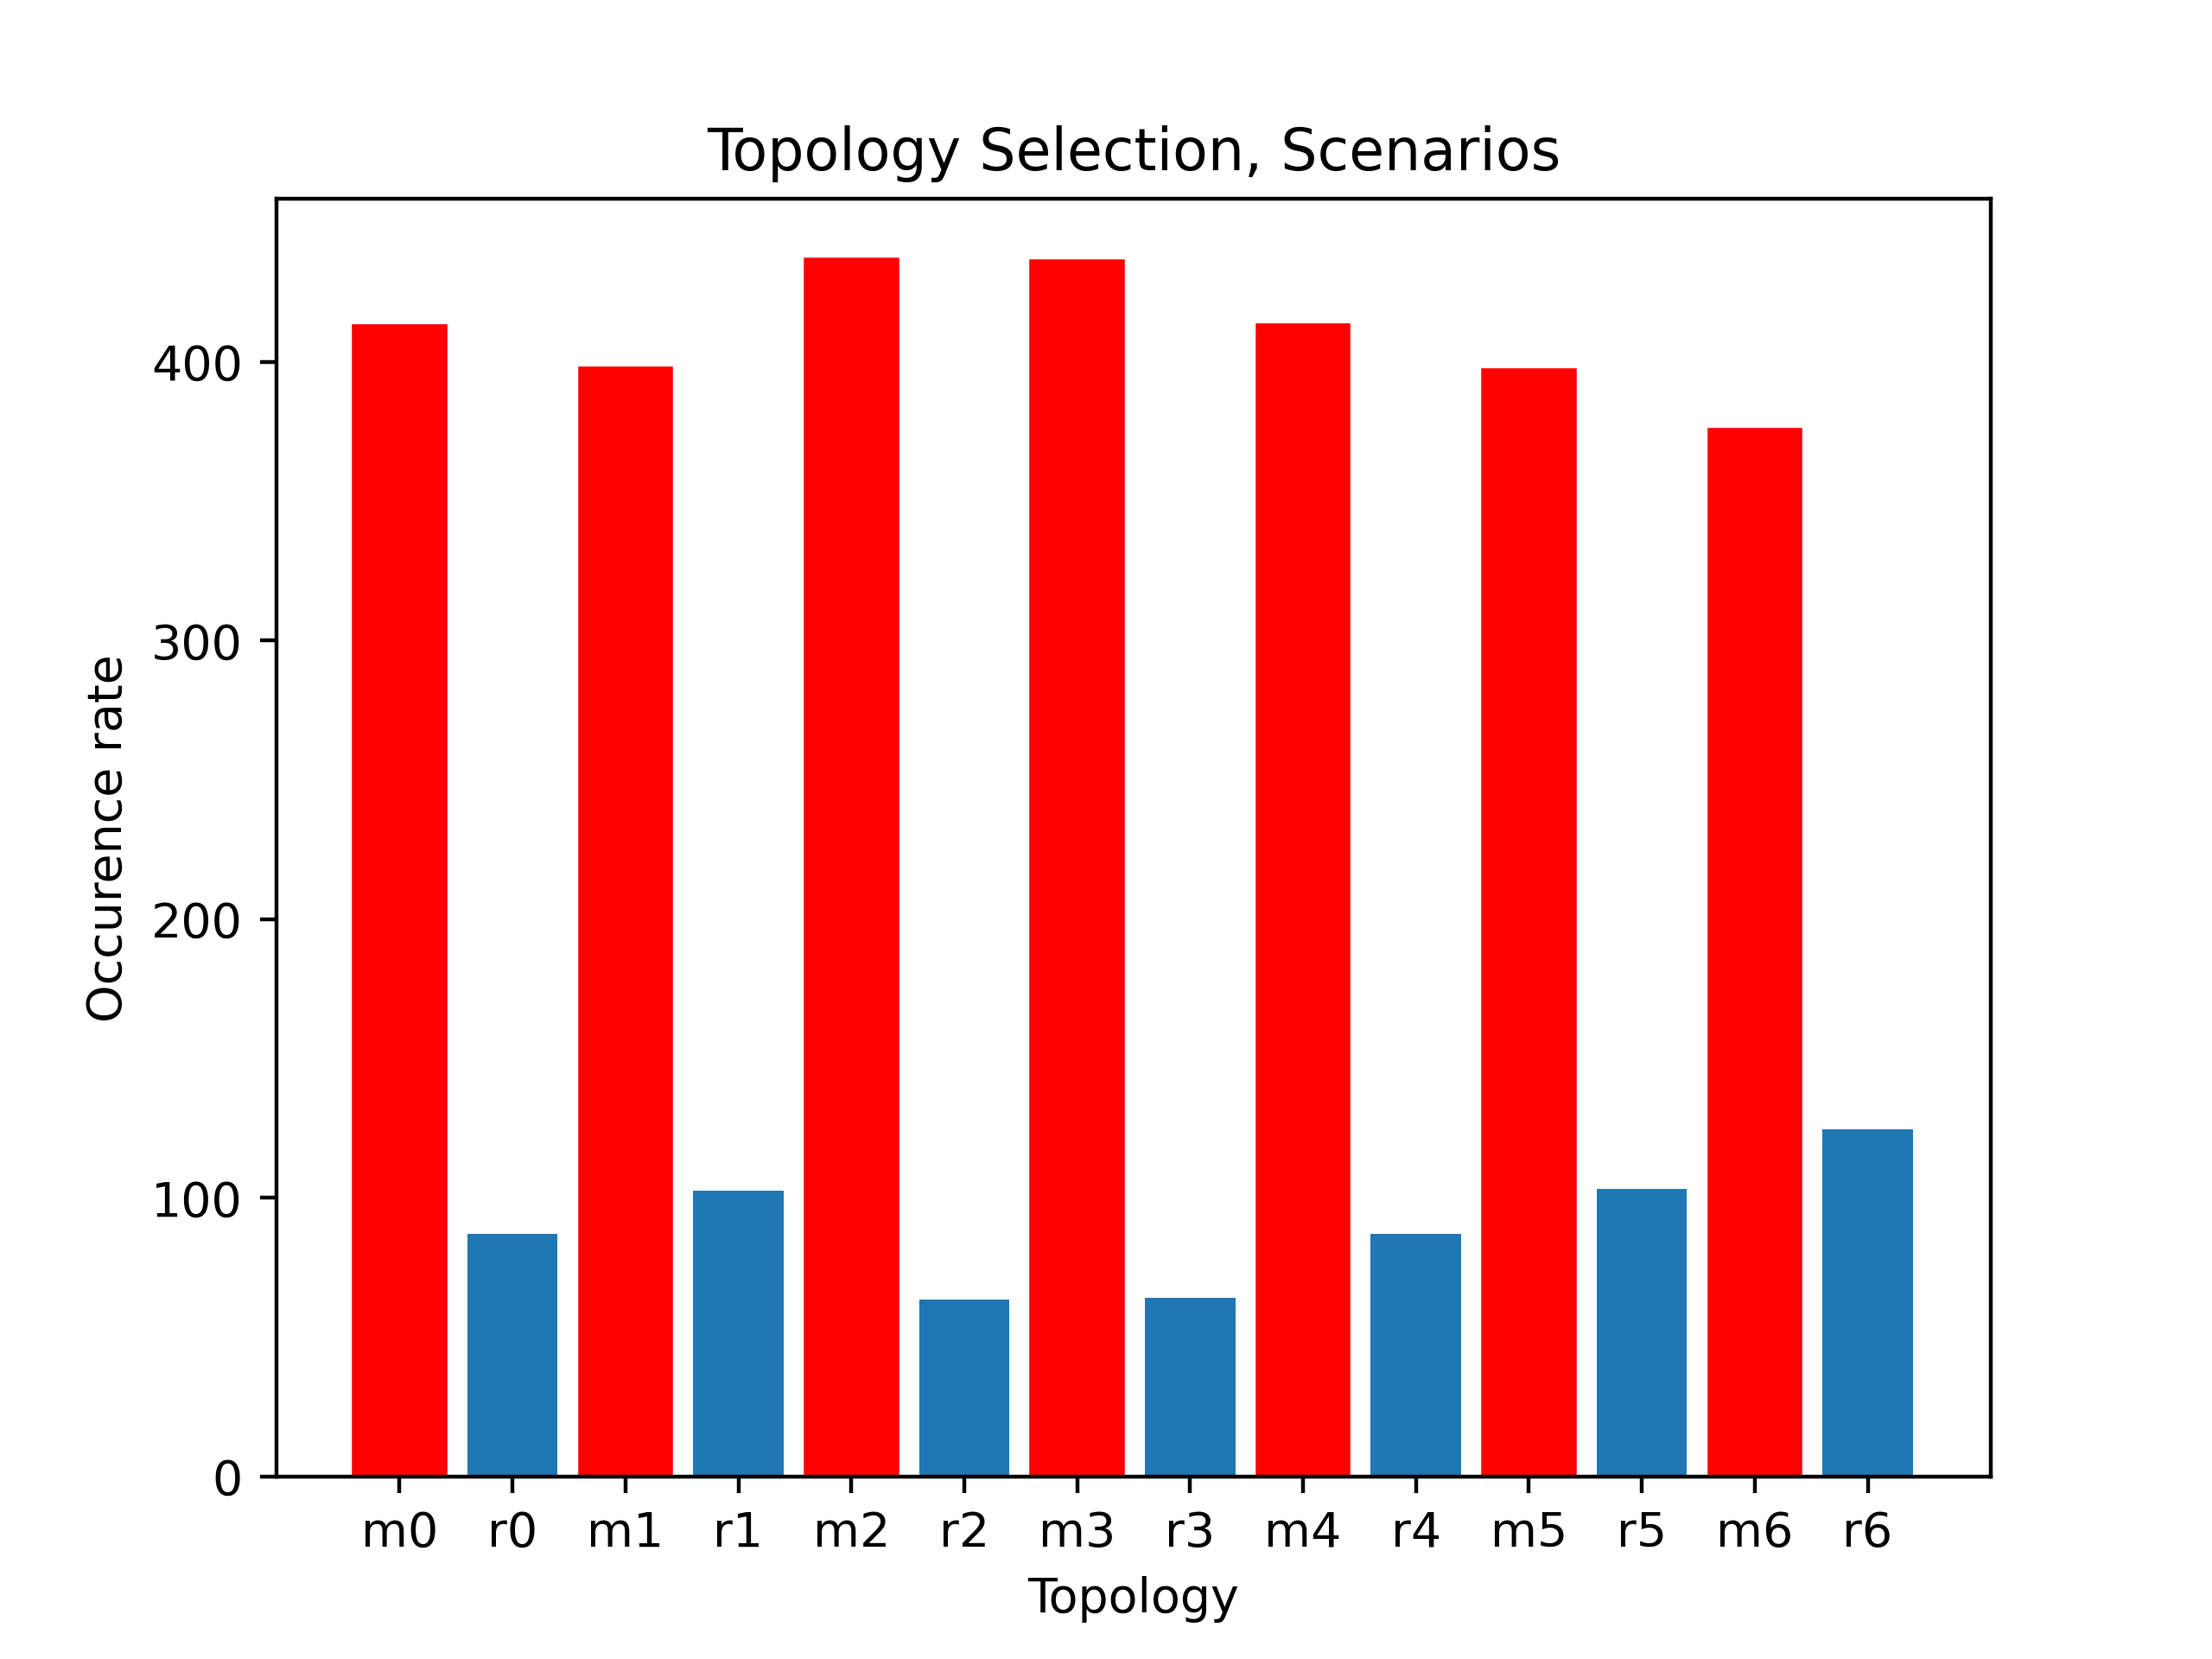 Topology Selection, Scenarios
Occurence rate
400
300
200
100
0
m0 r0 m1 r1 m2 r2 m3 r3 m4 r4 m5 r5 m6 r6
Topology